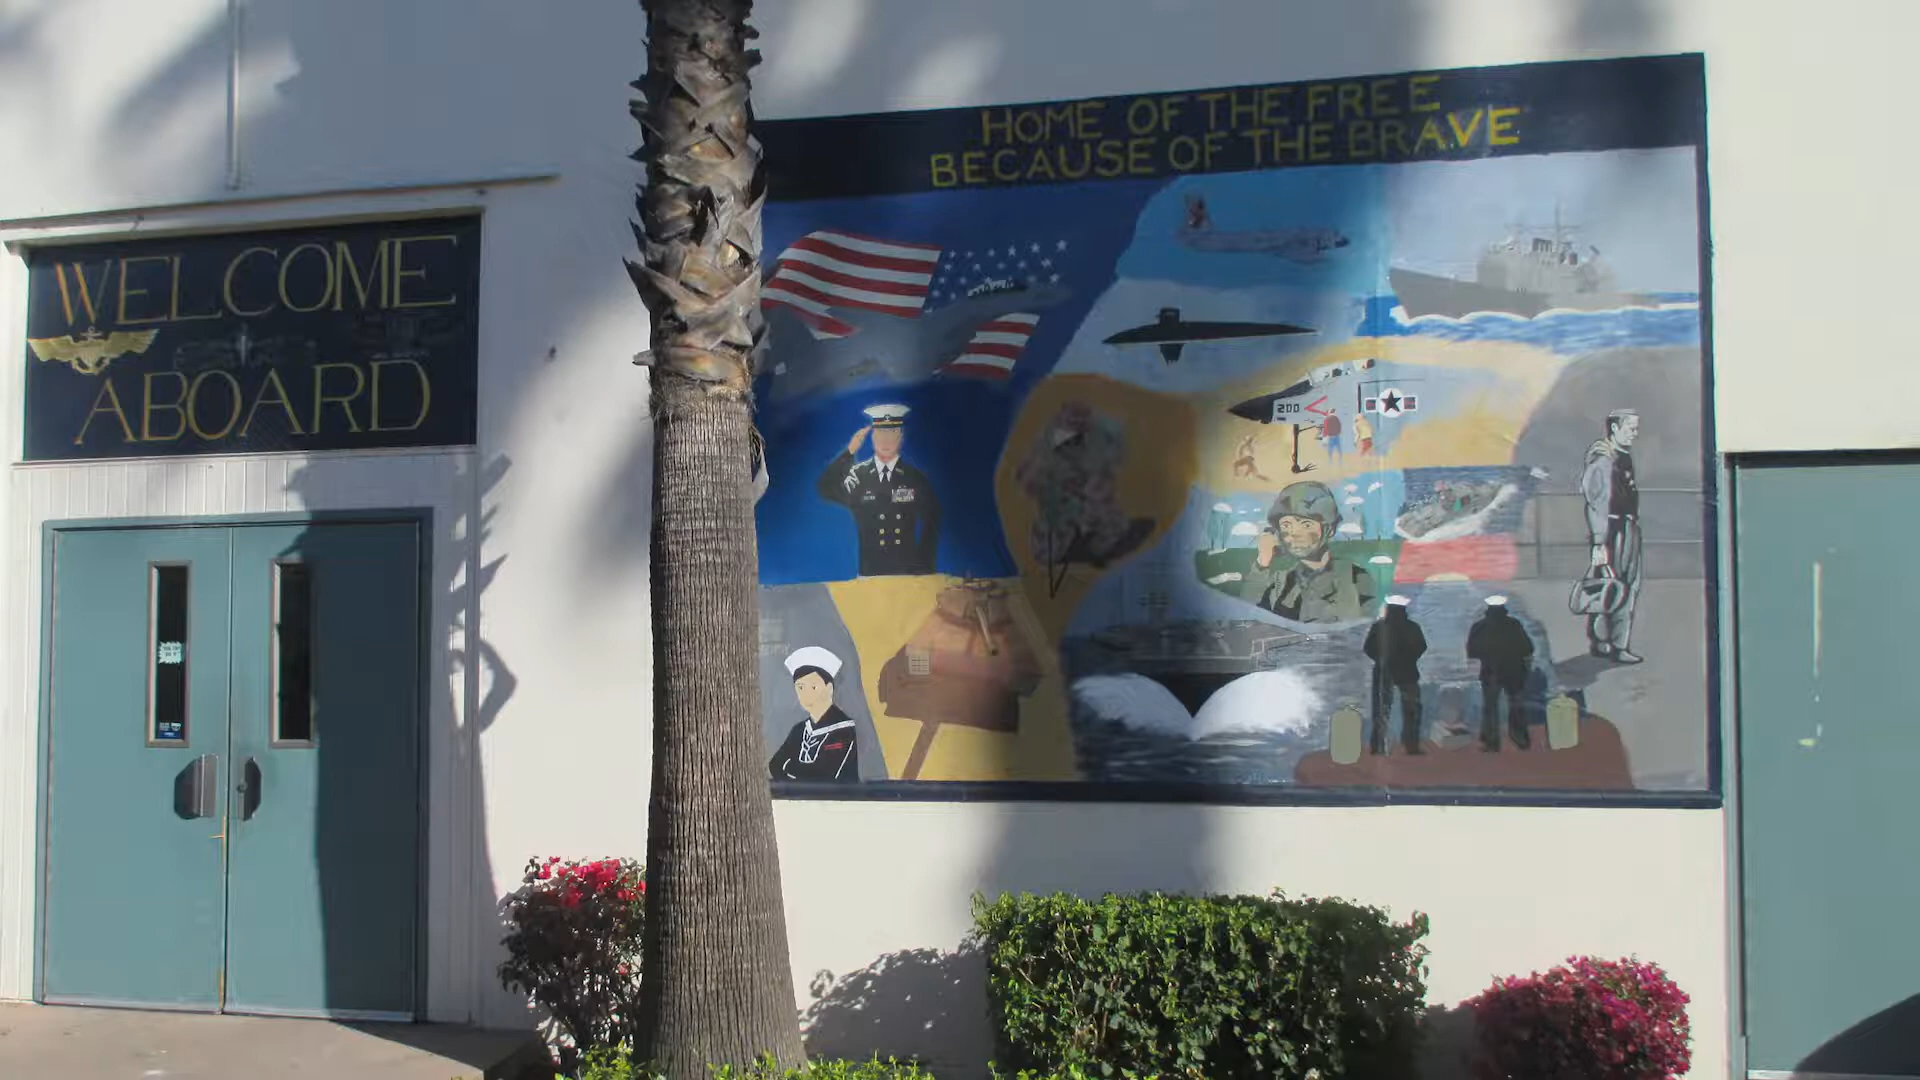 WELCOME
ABOARD
HOME OF THE FREE
BECAUSE OF THE BRAVE
200